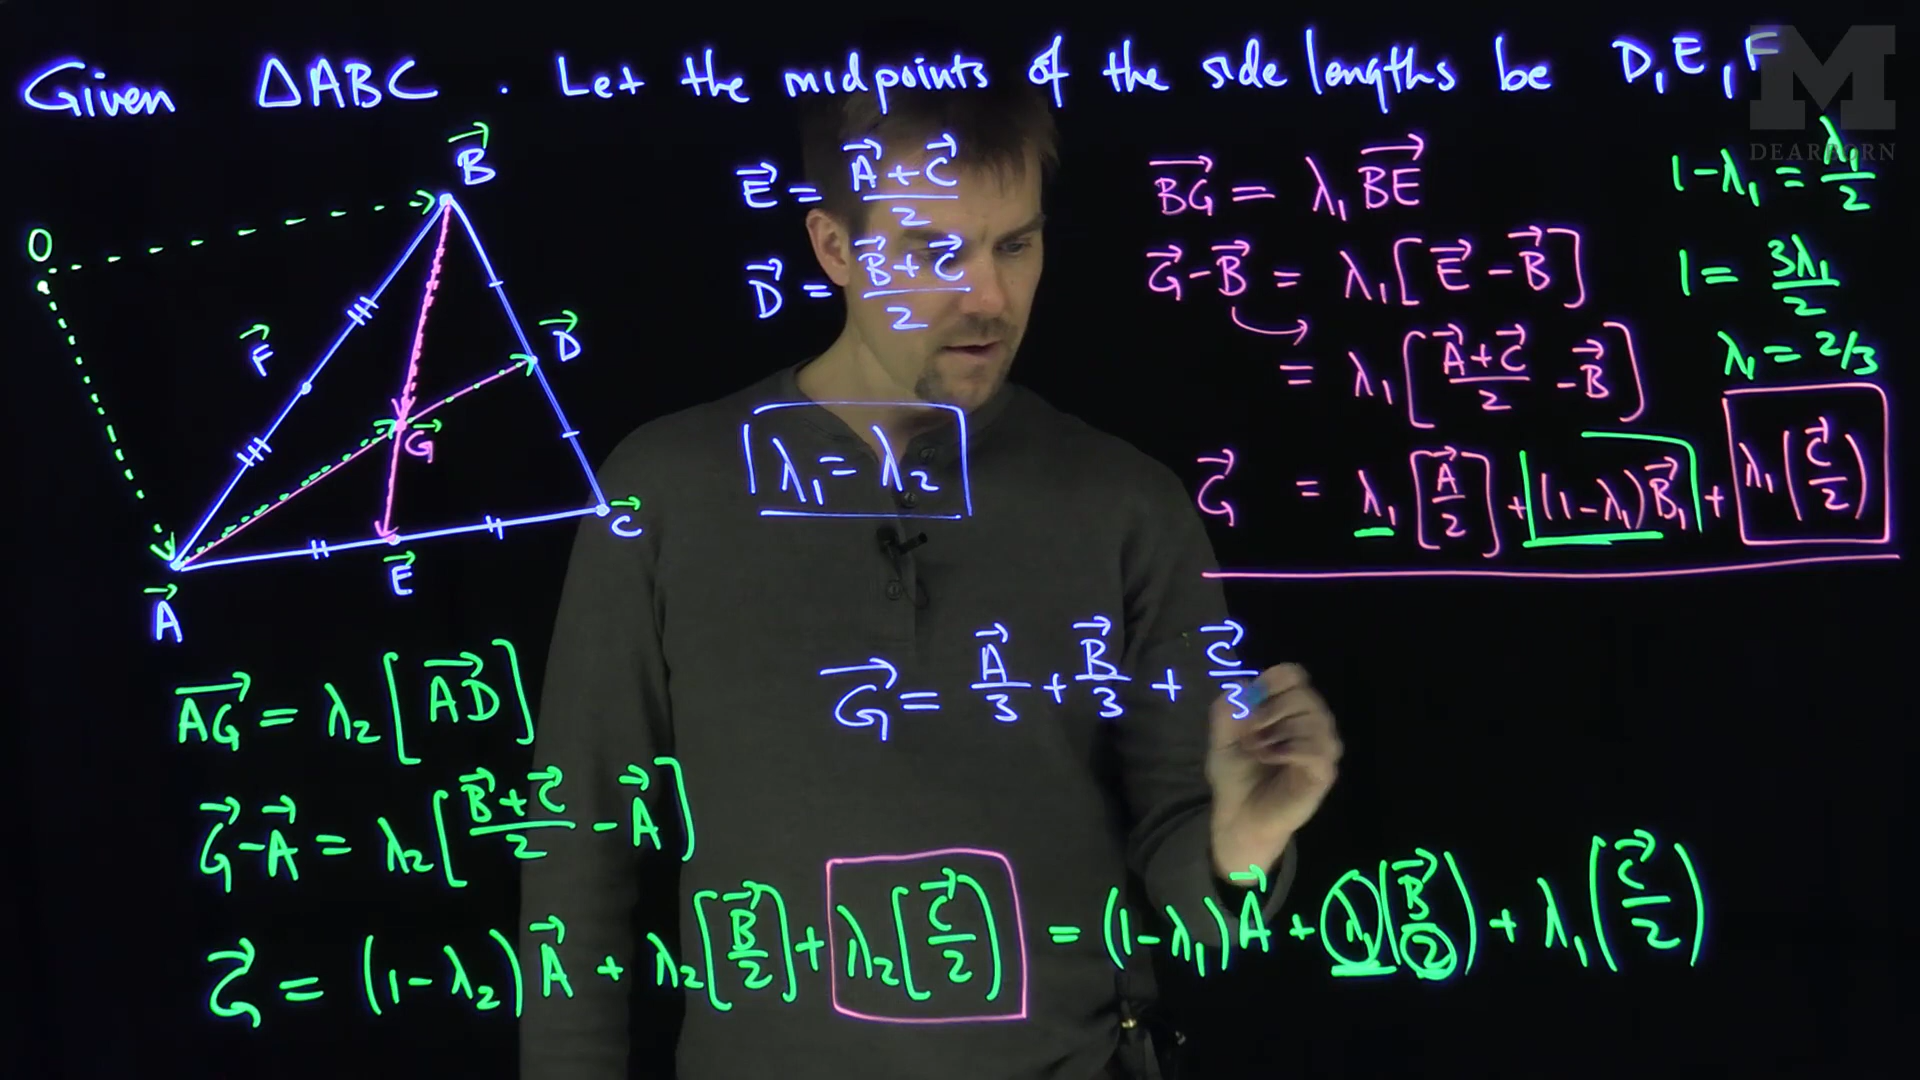 Given △ABC . Let the midpoints of the side lengths be D, E, F
M
DEARBORN
O
B⃗
F⃗
D⃗
G⃗
A⃗
E⃗
C⃗
E⃗ = (A⃗ + C⃗)/2
D⃗ = (B⃗ + C⃗)/2
λ₁ = λ₂
BG⃗ = λ₁ BE⃗
G⃗ - B⃗ = λ₁ [E⃗ - B⃗]
= λ₁ [(A⃗ + C⃗)/2 - B⃗]
G⃗ = λ₁ [A⃗/2] + (1-λ₁)B⃗₁ + λ₁(C⃗/2)
1-λ₁ = λ₁/2
1 = 3λ₁/2
λ₁ = 2/3
G⃗ = A⃗/3 + B⃗/3 + C⃗/3
AG⃗ = λ₂ [AD⃗]
G⃗ - A⃗ = λ₂ [(B⃗ + C⃗)/2 - A⃗]
G⃗ = (1-λ₂) A⃗ + λ₂ [B⃗/2] + λ₂ [C⃗/2] = (1-λ₁) A⃗ + λ₁ (B⃗/2) + λ₁ (C⃗/2)